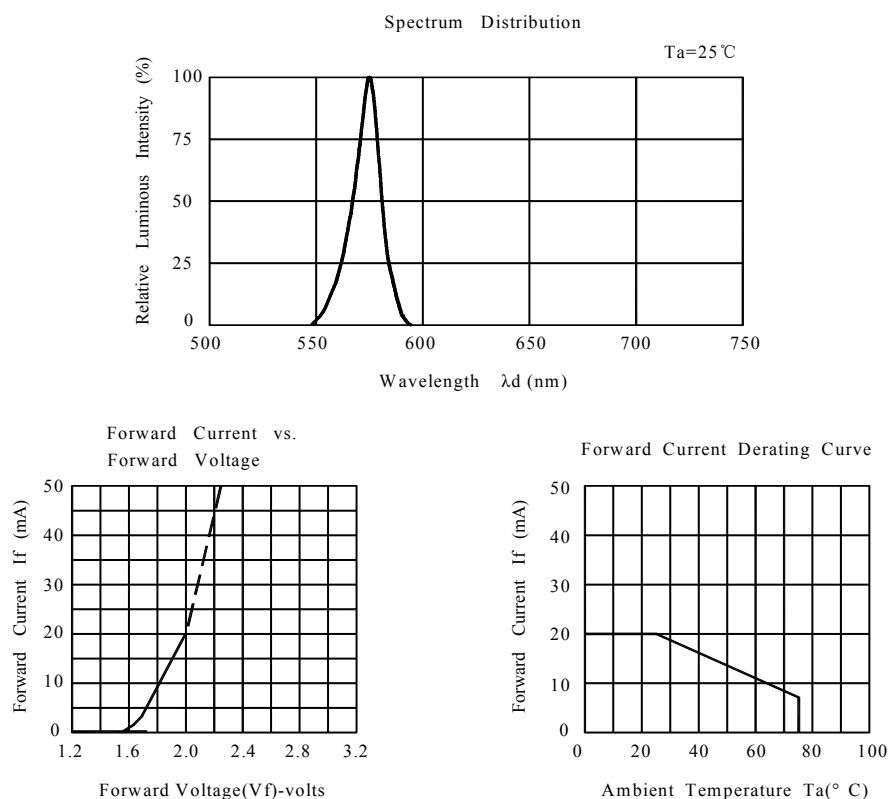 Spectrum Distribution
Ta=25℃
Relative Luminous Intensity (%)
100
75
50
25
0
500 550 600 650 700 750
Wavelength λd (nm)
Forward Current vs.
Forward Voltage
Forward Current If (mA)
50
40
30
20
10
0
1.2 1.6 2.0 2.4 2.8 3.2
Forward Voltage(Vf)-volts
Forward Current Derating Curve
Forward Current If (mA)
50
40
30
20
10
0
0 20 40 60 80 100
Ambient Temperature Ta(° C)